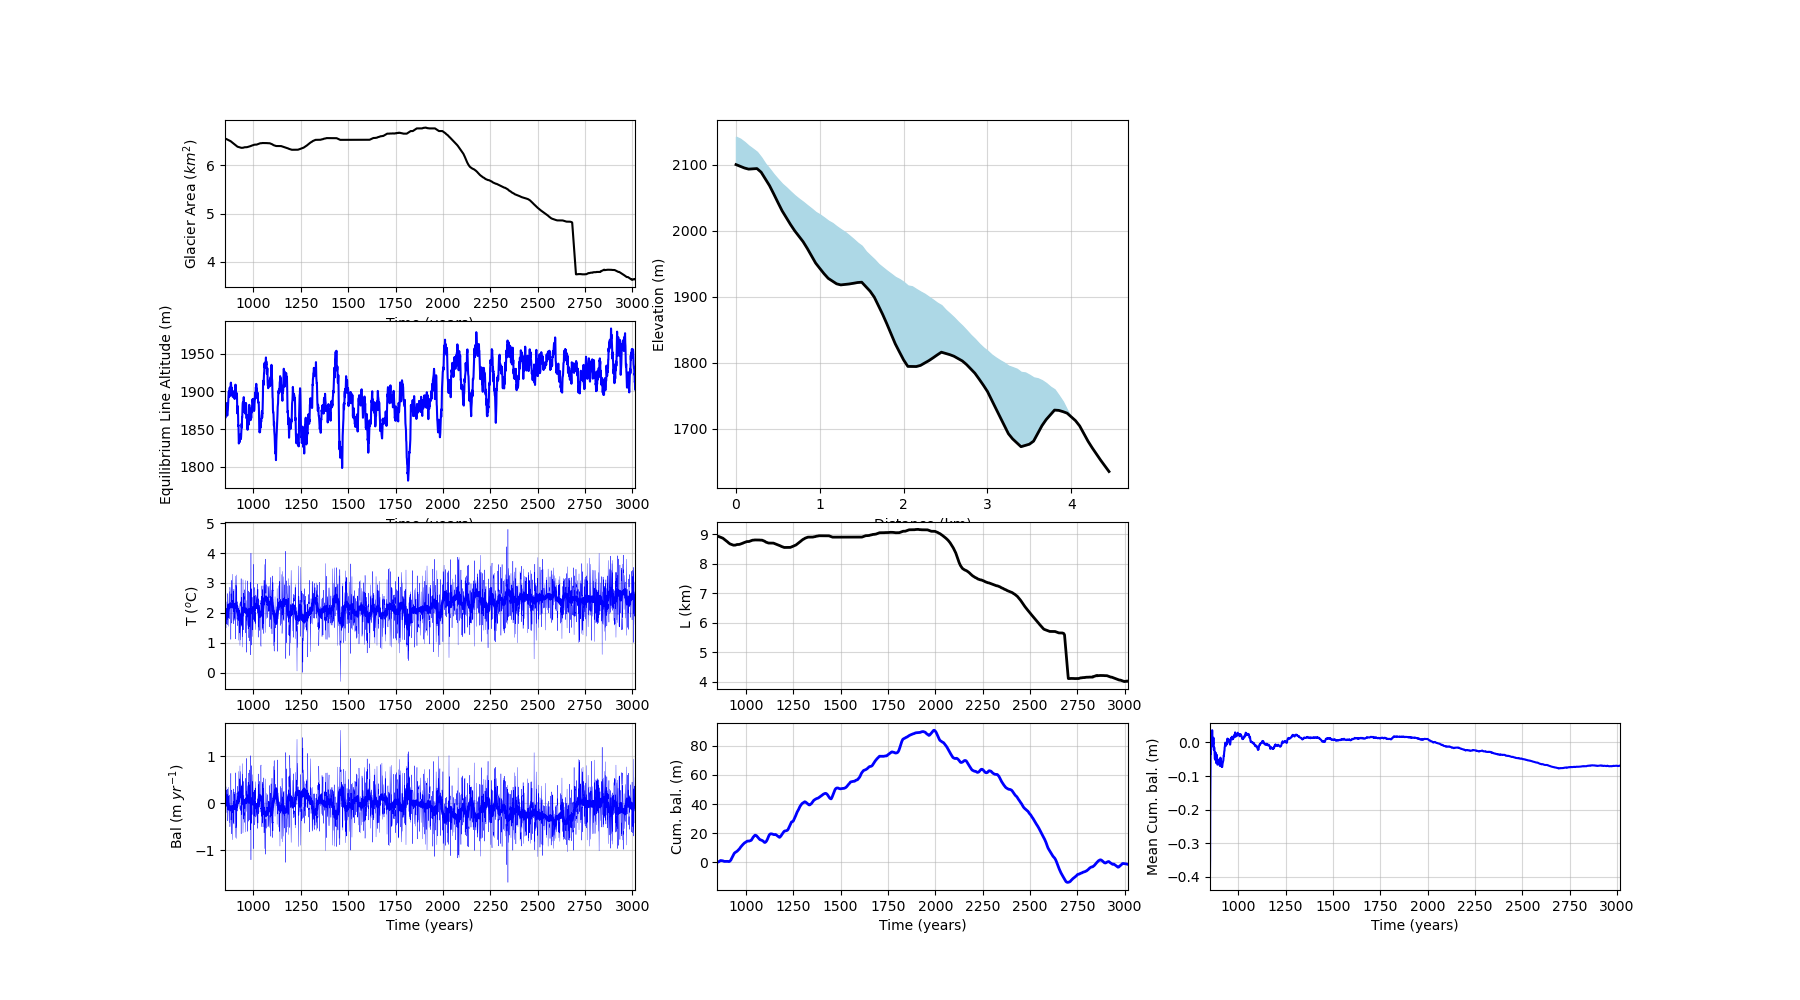 Glacier Area (km²)
6
5
4
1000 1250 1500 1750 2000 2250 2500 2750 3000
Time (years)
Equilibrium Line Altitude (m)
1950
1900
1850
1800
1000 1250 1500 1750 2000 2250 2500 2750 3000
Time (years)
T (°C)
5
4
3
2
1
0
1000 1250 1500 1750 2000 2250 2500 2750 3000
Bal (m yr⁻¹)
1
0
−1
1000 1250 1500 1750 2000 2250 2500 2750 3000
Time (years)
Elevation (m)
2100
2000
1900
1800
1700
0 1 2 3 4
Distance (km)
L (km)
9
8
7
6
5
4
1000 1250 1500 1750 2000 2250 2500 2750 3000
Cum. bal. (m)
80
60
40
20
0
1000 1250 1500 1750 2000 2250 2500 2750 3000
Time (years)
Mean Cum. bal. (m)
0.0
−0.1
−0.2
−0.3
−0.4
1000 1250 1500 1750 2000 2250 2500 2750 3000
Time (years)